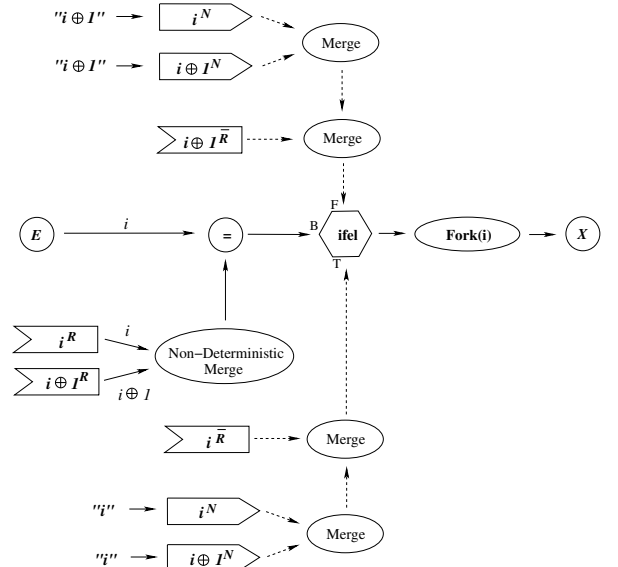 "i ⊕ 1"
i^N
Merge
"i ⊕ 1"
i ⊕ 1^N
i ⊕ 1^R̅
Merge
F
E
i
=
B
ifel
Fork(i)
X
T
i^R
i
Non−Deterministic
Merge
i ⊕ 1^R
i ⊕ 1
i^R̅
Merge
"i"
i^N
Merge
"i"
i ⊕ 1^N